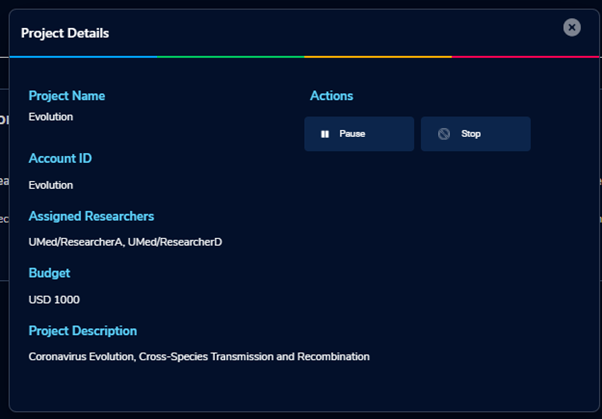 Project Details
Project Name
Evolution
Actions
Pause
Stop
Account ID
Evolution
Assigned Researchers
UMed/ResearcherA, UMed/ResearcherD
Budget
USD 1000
Project Description
Coronavirus Evolution, Cross-Species Transmission and Recombination